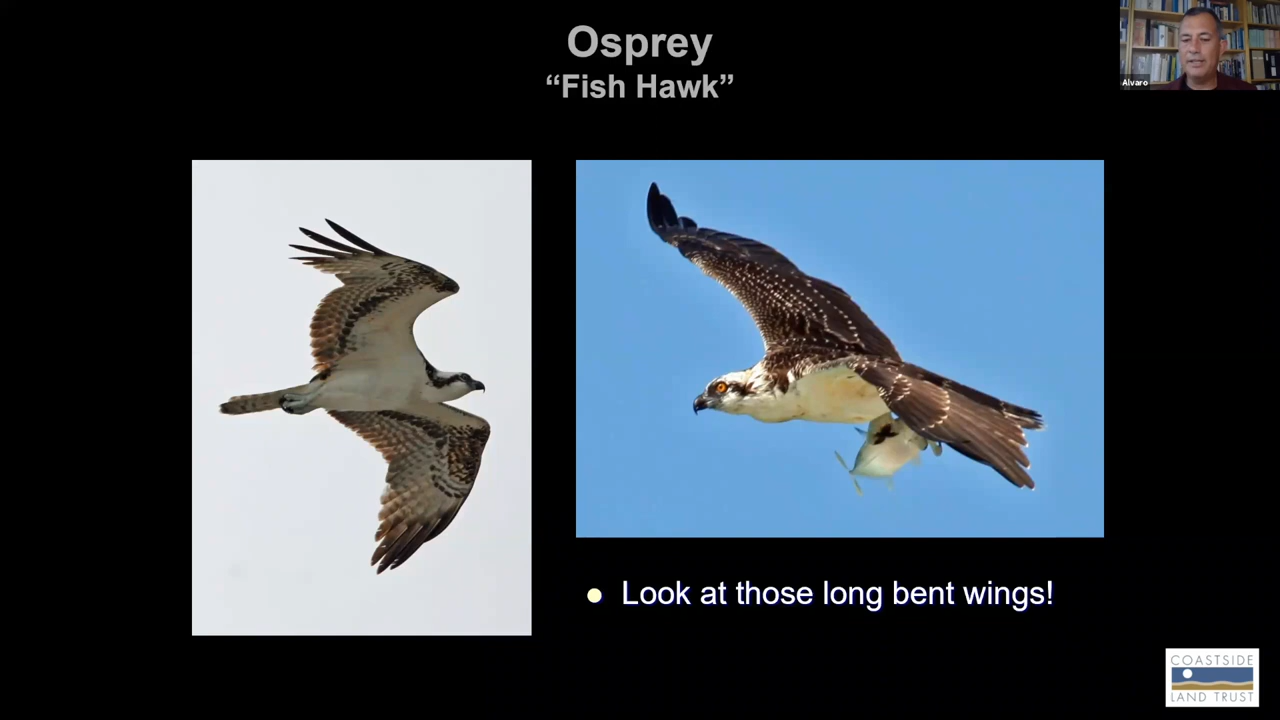 Osprey
“Fish Hawk”
Alvaro
Look at those long bent wings!
COASTSIDE
LAND TRUST